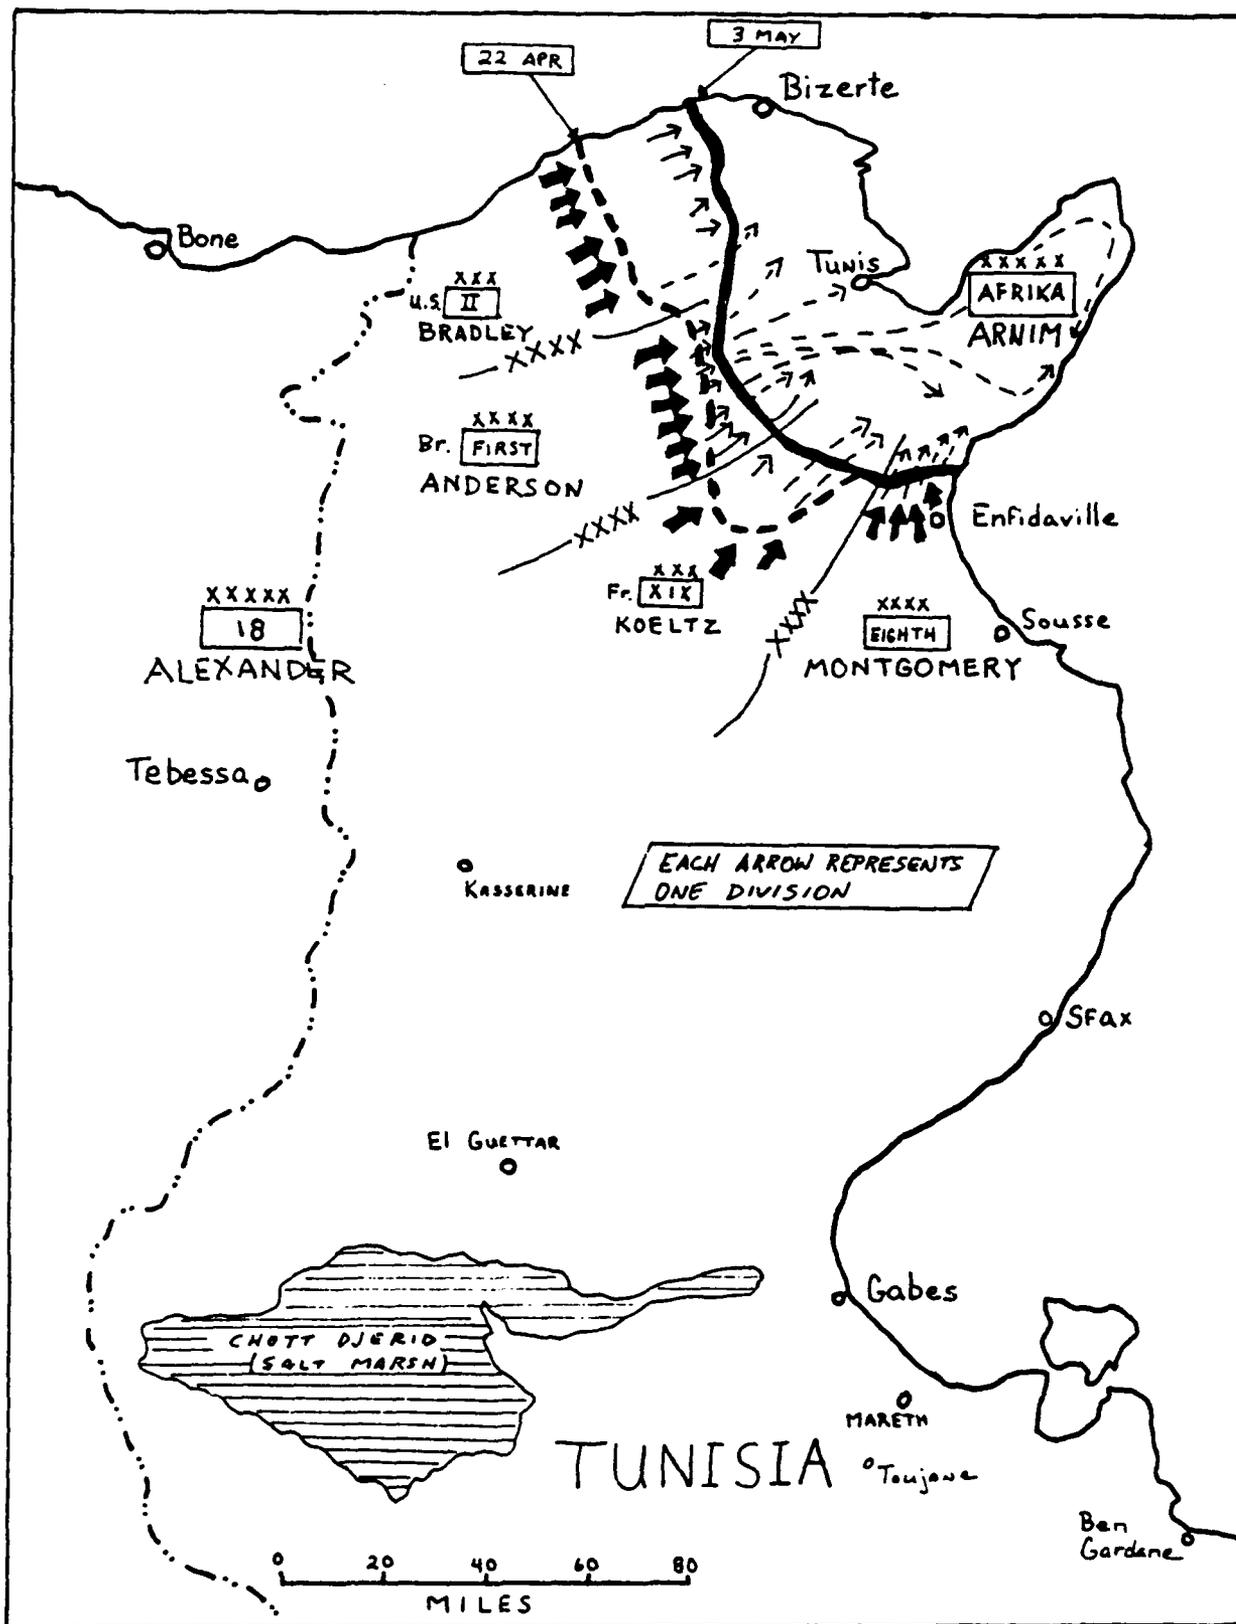 3 MAY
22 APR
Bizerte
Bone
Tunis
XXX
U.S. II
BRADLEY
XXXXX
AFRIKA
ARNIM
XXXX
XXXX
Br. FIRST
ANDERSON
XXXX
Enfidaville
XXX
Fr. XIX
KOELTZ
XXXXX
18
ALEXANDER
XXXX
XXXX
EIGHTH
MONTGOMERY
Sousse
Tebessa
Kasserine
EACH ARROW REPRESENTS
ONE DIVISION
Sfax
El Guettar
Gabes
CHOTT DJERID
(SALT MARSH)
MARETH
TUNISIA
Toujane
Ben
Gardane
0 20 40 60 80
MILES